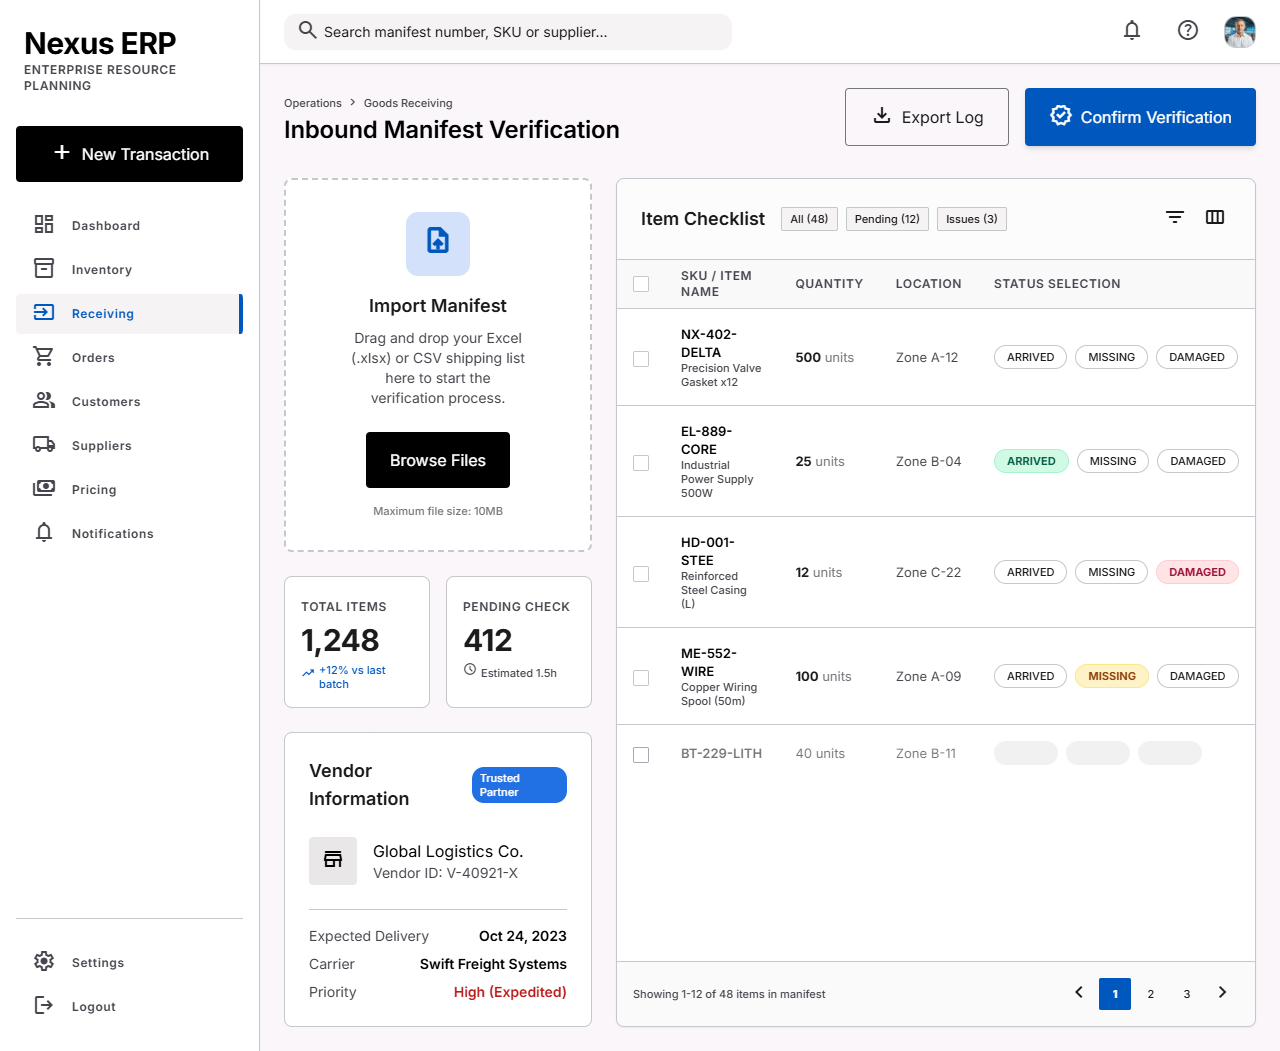 Nexus ERP
ENTERPRISE RESOURCE
PLANNING
New Transaction
Dashboard
Inventory
Receiving
Orders
Customers
Suppliers
Pricing
Notifications
Settings
Logout
Search manifest number, SKU or supplier...
Operations > Goods Receiving
Inbound Manifest Verification
Export Log
Confirm Verification
Import Manifest
Drag and drop your Excel
(.xlsx) or CSV shipping list
here to start the
verification process.
Browse Files
Maximum file size: 10MB
TOTAL ITEMS
1,248
+12% vs last
batch
PENDING CHECK
412
Estimated 1.5h
Vendor
Information
Trusted
Partner
Global Logistics Co.
Vendor ID: V-40921-X
Expected Delivery Oct 24, 2023
Carrier Swift Freight Systems
Priority High (Expedited)
Item Checklist All (48) Pending (12) Issues (3)
SKU / ITEM
NAME
QUANTITY LOCATION STATUS SELECTION
NX-402-
DELTA
Precision Valve
Gasket x12
500 units Zone A-12 ARRIVED MISSING DAMAGED
EL-889-
CORE
Industrial
Power Supply
500W
25 units Zone B-04 ARRIVED MISSING DAMAGED
HD-001-
STEE
Reinforced
Steel Casing
(L)
12 units Zone C-22 ARRIVED MISSING DAMAGED
ME-552-
WIRE
Copper Wiring
Spool (50m)
100 units Zone A-09 ARRIVED MISSING DAMAGED
BT-229-LITH 40 units Zone B-11
Showing 1-12 of 48 items in manifest
1 2 3